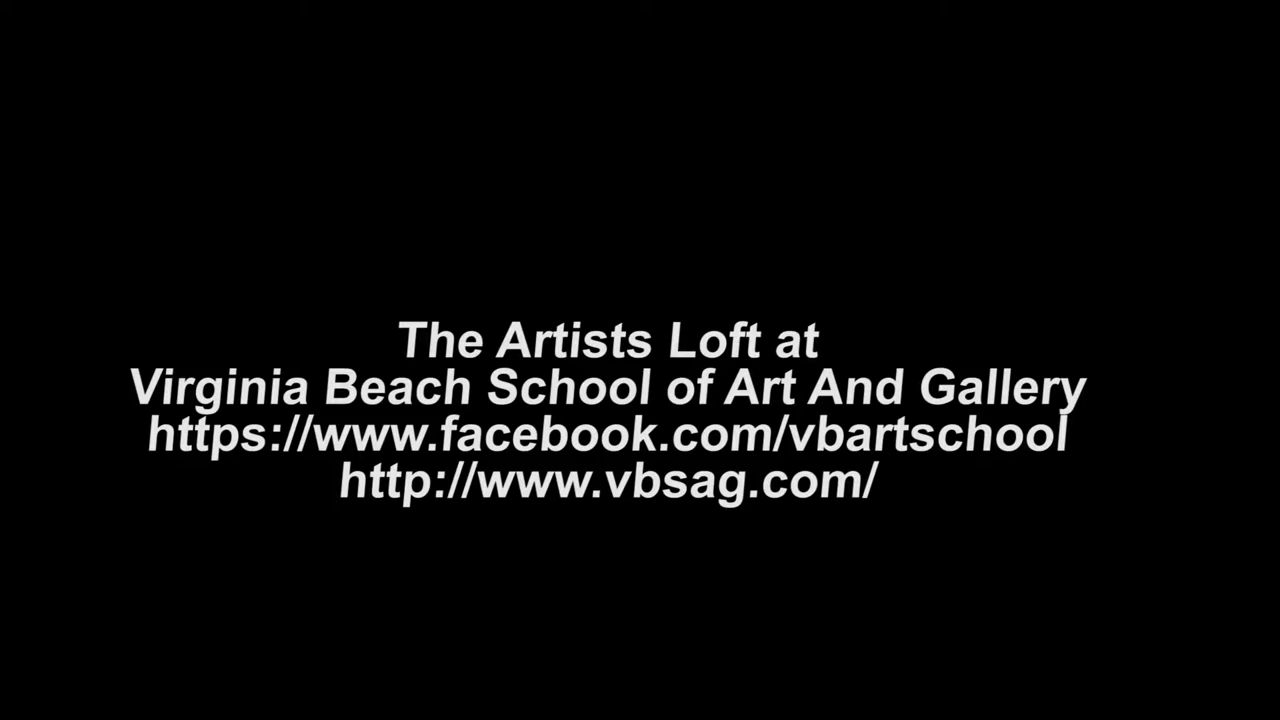 The Artists Loft at
Virginia Beach School of Art And Gallery
https://www.facebook.com/vbartschool
http://www.vbsag.com/